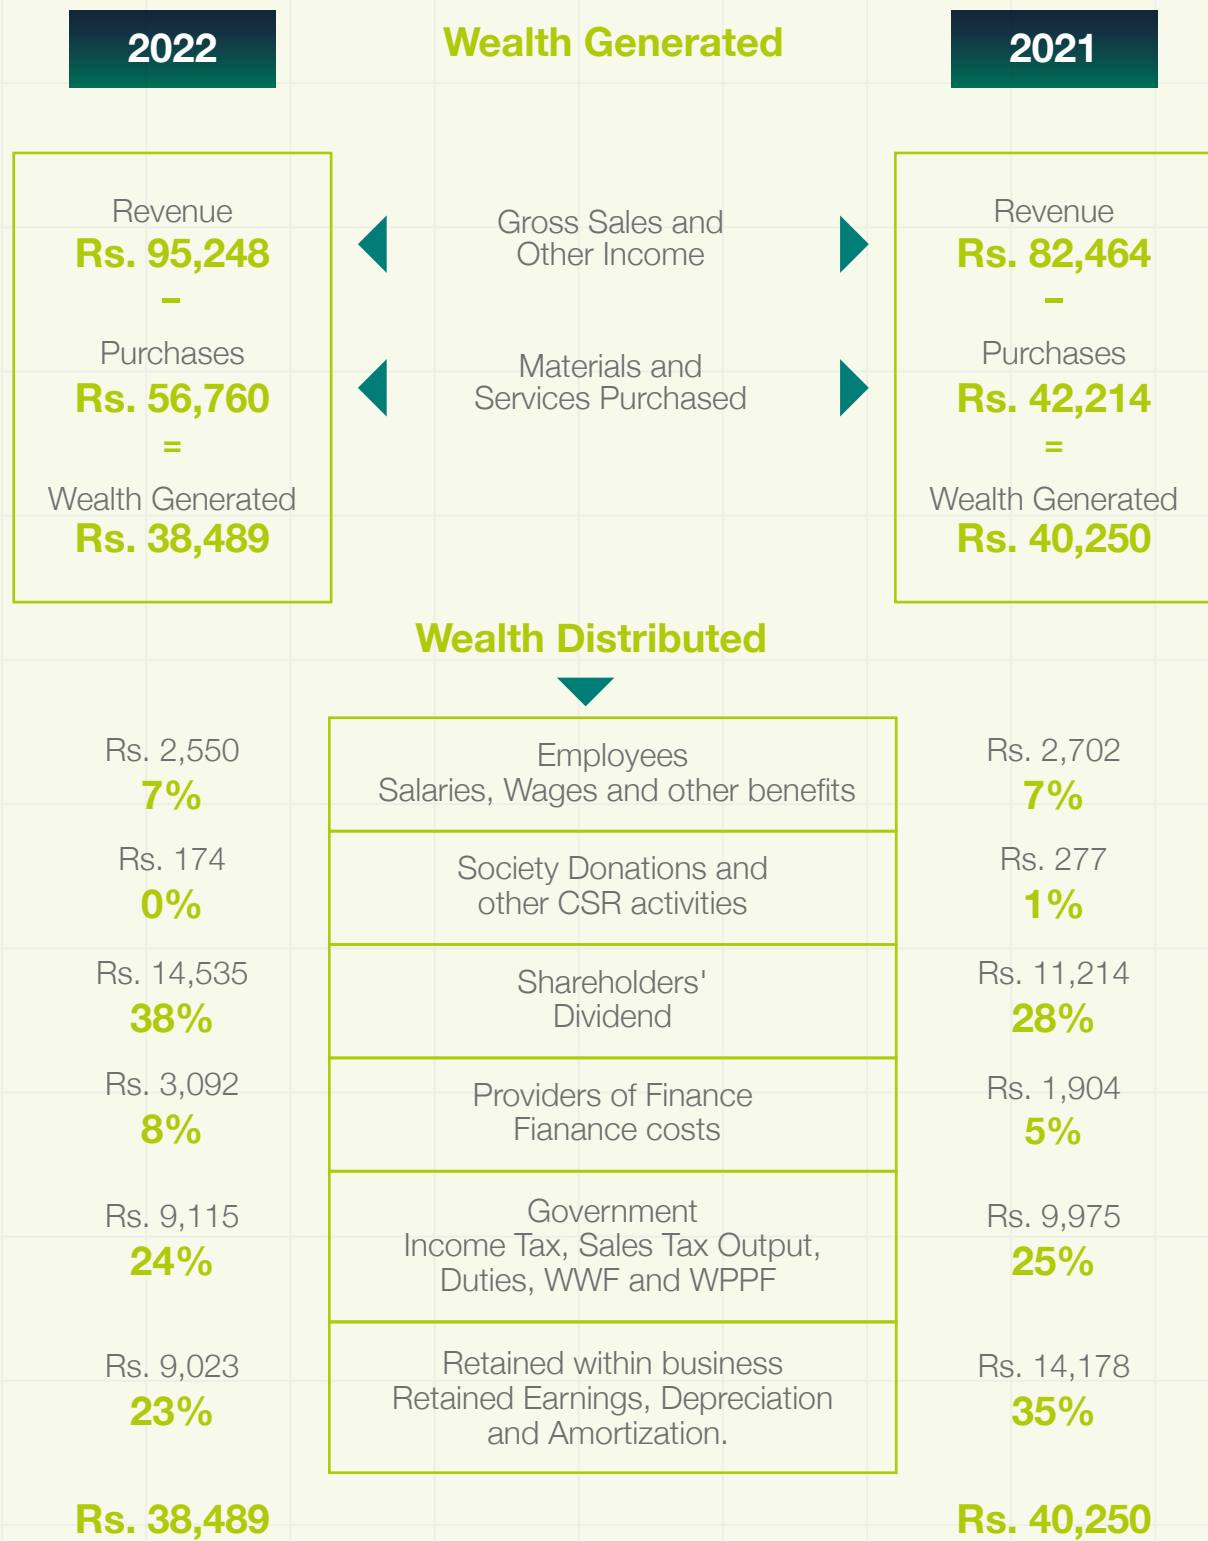 2022
Wealth Generated
2021
Revenue
Rs. 95,248
-
Purchases
Rs. 56,760
=
Wealth Generated
Rs. 38,489
Gross Sales and
Other Income
Materials and
Services Purchased
Revenue
Rs. 82,464
-
Purchases
Rs. 42,214
=
Wealth Generated
Rs. 40,250
Wealth Distributed
Rs. 2,550
7%
Employees
Salaries, Wages and other benefits
Rs. 2,702
7%
Rs. 174
0%
Society Donations and
other CSR activities
Rs. 277
1%
Rs. 14,535
38%
Shareholders'
Dividend
Rs. 11,214
28%
Rs. 3,092
8%
Providers of Finance
Fianance costs
Rs. 1,904
5%
Rs. 9,115
24%
Government
Income Tax, Sales Tax Output,
Duties, WWF and WPPF
Rs. 9,975
25%
Rs. 9,023
23%
Retained within business
Retained Earnings, Depreciation
and Amortization.
Rs. 14,178
35%
Rs. 38,489
Rs. 40,250